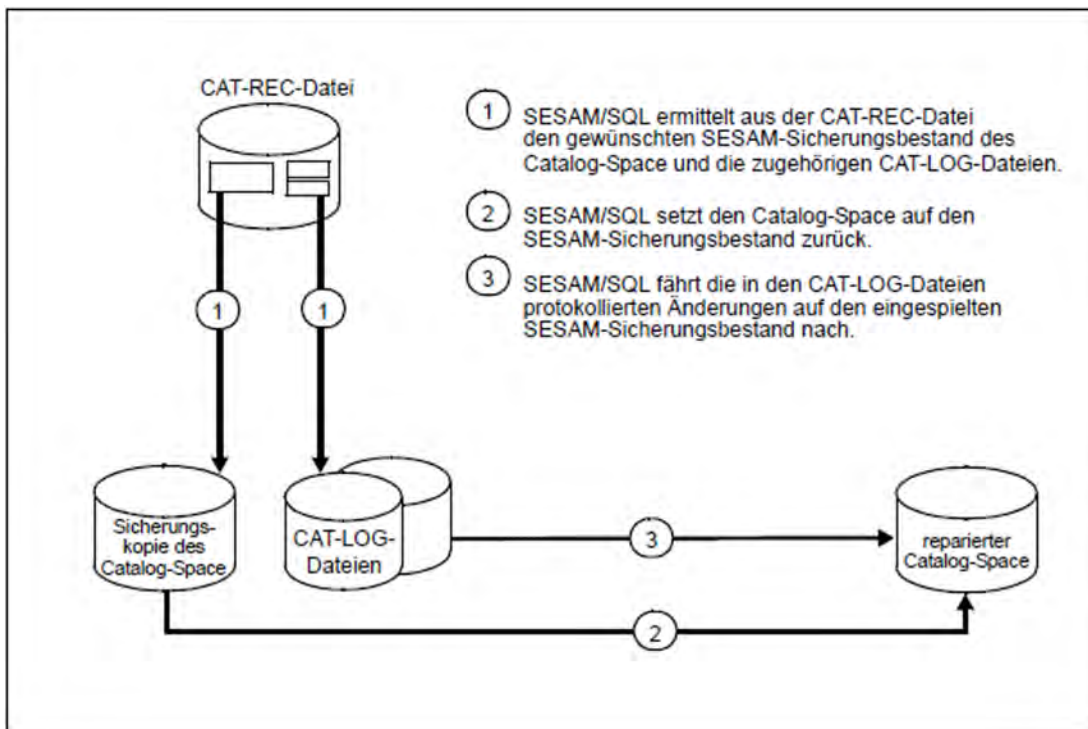 CAT-REC-Datei
1
SESAM/SQL ermittelt aus der CAT-REC-Datei
den gewünschten SESAM-Sicherungsbestand des
Catalog-Space und die zugehörigen CAT-LOG-Dateien.
2
SESAM/SQL setzt den Catalog-Space auf den
SESAM-Sicherungsbestand zurück.
3
SESAM/SQL fährt die in den CAT-LOG-Dateien
protokollierten Änderungen auf den eingespielten
SESAM-Sicherungsbestand nach.
1
1
Sicherungs-
kopie des
Catalog-Space
CAT-LOG-
Dateien
3
reparierter
Catalog-Space
2